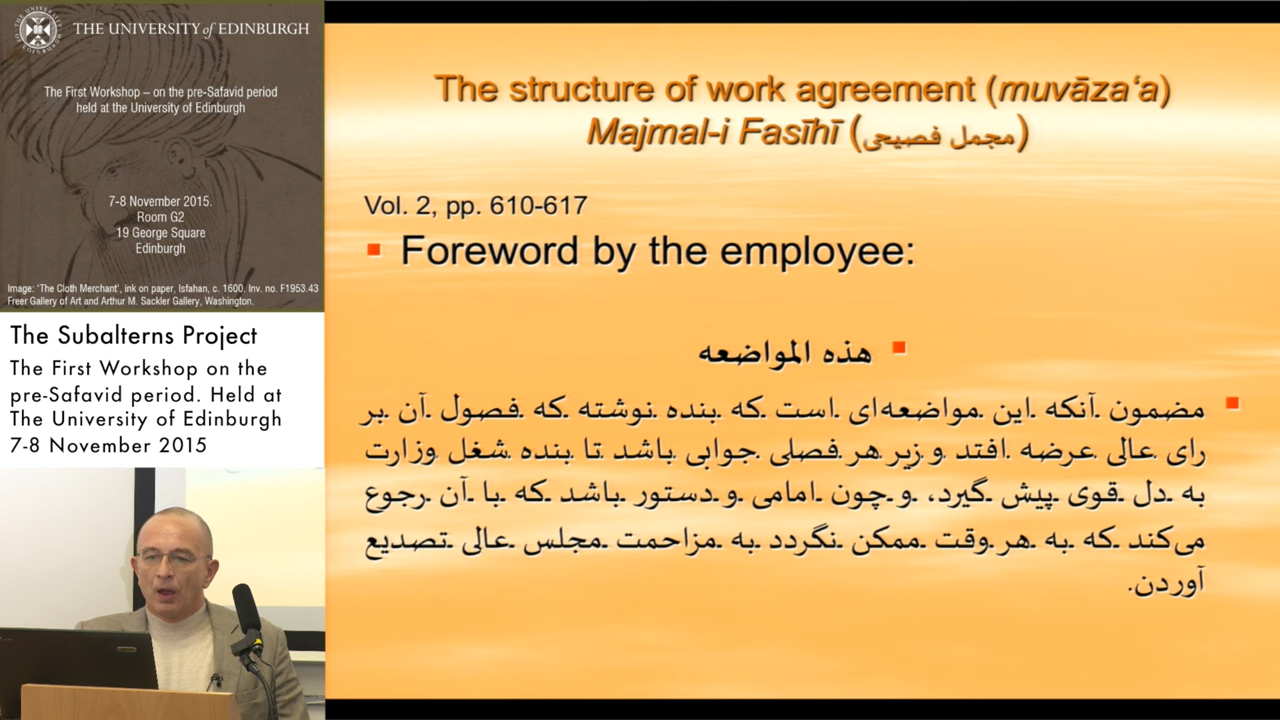 THE UNIVERSITY of EDINBURGH
The First Workshop – on the pre-Safavid period
held at the University of Edinburgh
7-8 November 2015.
Room G2
19 George Square
Edinburgh
Image: 'The Cloth Merchant', ink on paper, Isfahan, c. 1600. Inv. no. F1953.43
Freer Gallery of Art and Arthur M. Sackler Gallery, Washington.
The Subalterns Project
The First Workshop on the
pre-Safavid period. Held at
The University of Edinburgh
7-8 November 2015
The structure of work agreement (muvāza‘a)
Majmal-i Fasīhī (مجمل فصیحی)
Vol. 2, pp. 610-617
Foreword by the employee:
هذه المواضعه
مضمون آنکه این مواضعه‌ای است که بنده نوشته که فصول آن بر
رای عالی عرضه افتد و زیر هر فصلی جوابی باشد تا بنده شغل وزارت
به دل قوی پیش گیرد، و چون امامی و دستور باشد که با آن رجوع
می‌کند که به هر وقت ممکن نگردد به مزاحمت مجلس عالی تصدیع
آوردن.